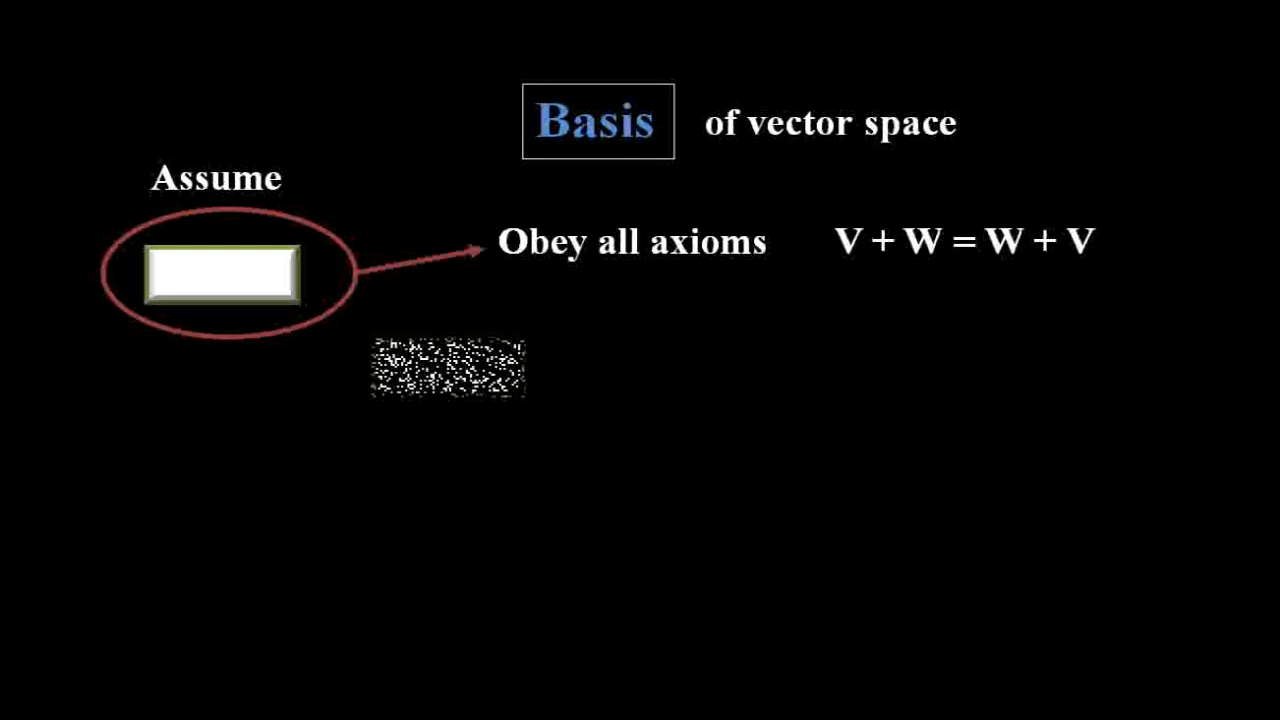 Basis of vector space
Assume
Obey all axioms V + W = W + V